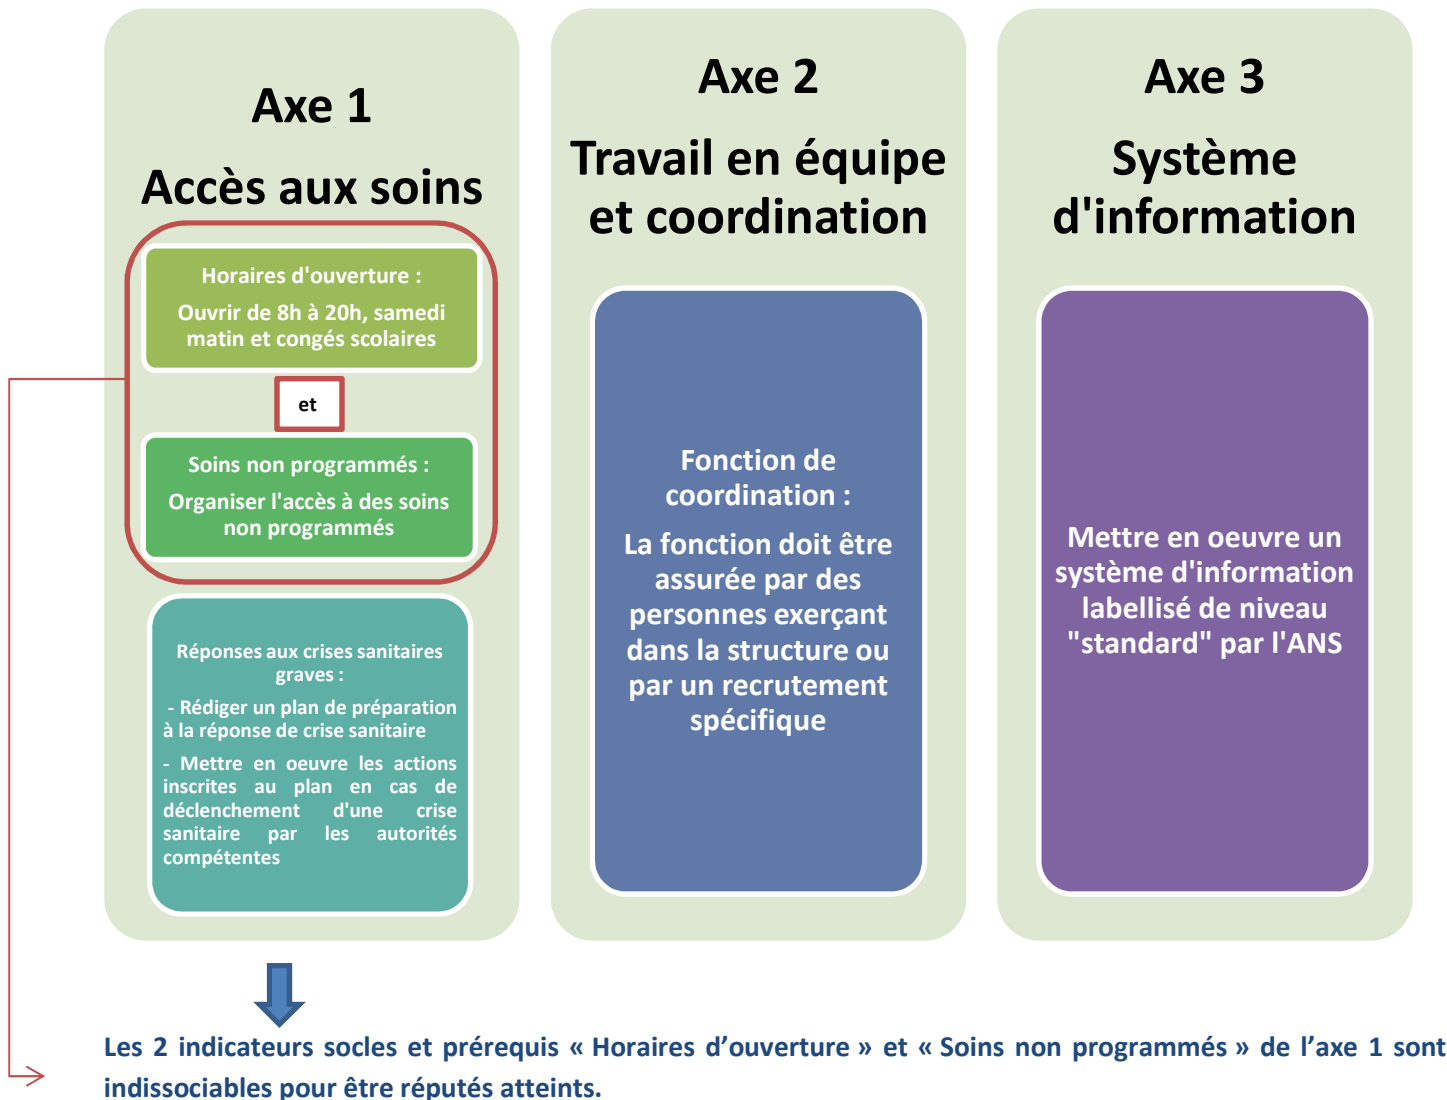 Axe 1
Accès aux soins
Horaires d'ouverture :
Ouvrir de 8h à 20h, samedi
matin et congés scolaires
et
Soins non programmés :
Organiser l'accès à des soins
non programmés
Réponses aux crises sanitaires
graves :
- Rédiger un plan de préparation
à la réponse de crise sanitaire
- Mettre en oeuvre les actions
inscrites au plan en cas de
déclenchement d'une crise
sanitaire par les autorités
compétentes
Axe 2
Travail en équipe
et coordination
Fonction de
coordination :
La fonction doit être
assurée par des
personnes exerçant
dans la structure ou
par un recrutement
spécifique
Axe 3
Système
d'information
Mettre en oeuvre un
système d'information
labellisé de niveau
"standard" par l'ANS
Les 2 indicateurs socles et prérequis « Horaires d’ouverture » et « Soins non programmés » de l’axe 1 sont
indissociables pour être réputés atteints.